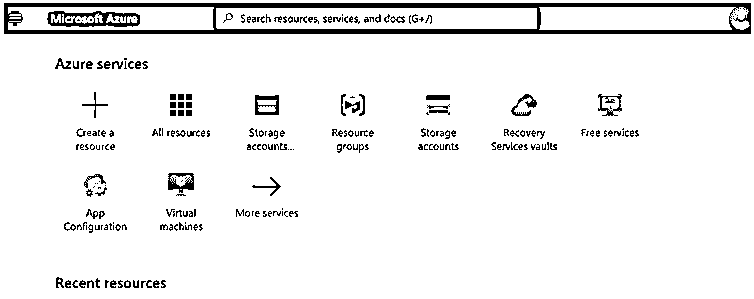 Microsoft Azure
Search resources, services, and docs (G+/)
Azure services
Create a
resource
All resources
Storage
accounts...
Resource
groups
Storage
accounts
Recovery
Services vaults
Free services
App
Configuration
Virtual
machines
More services
Recent resources